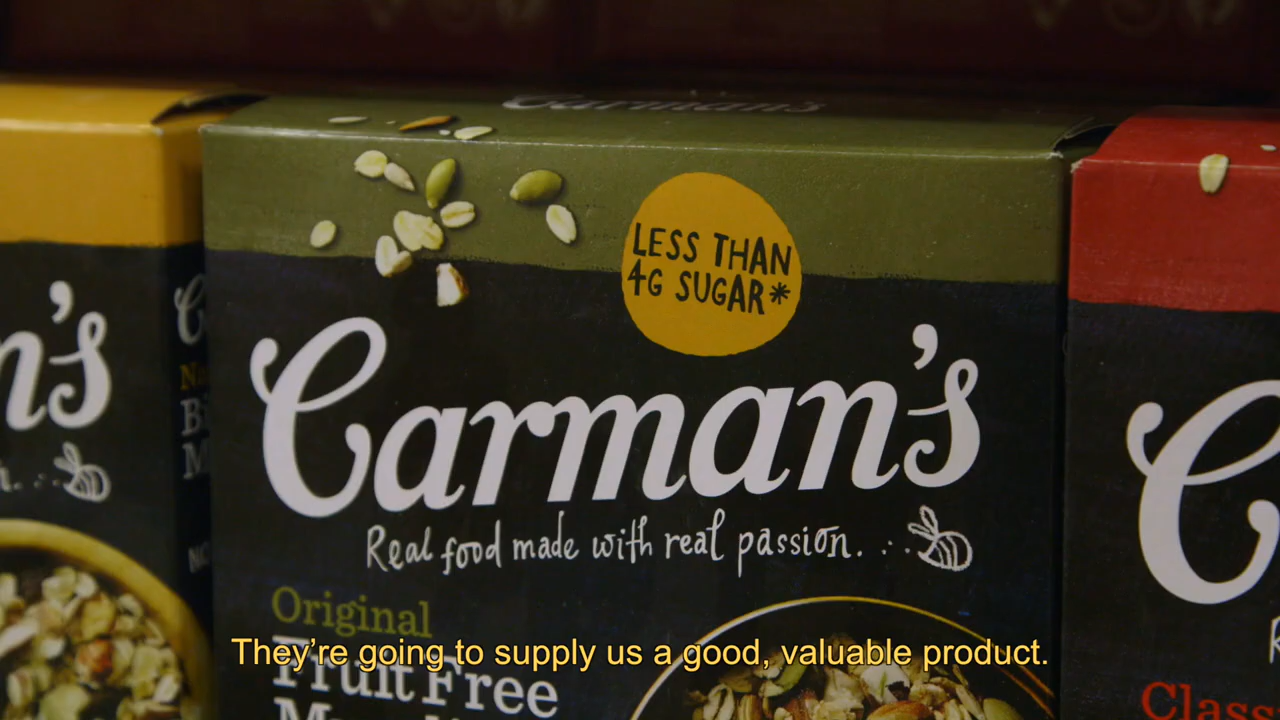 Carman's
LESS THAN
4G SUGAR*
Carman's
Real food made with real passion.
Original
Fruit Free
They're going to supply us a good, valuable product.
n's
C
Class